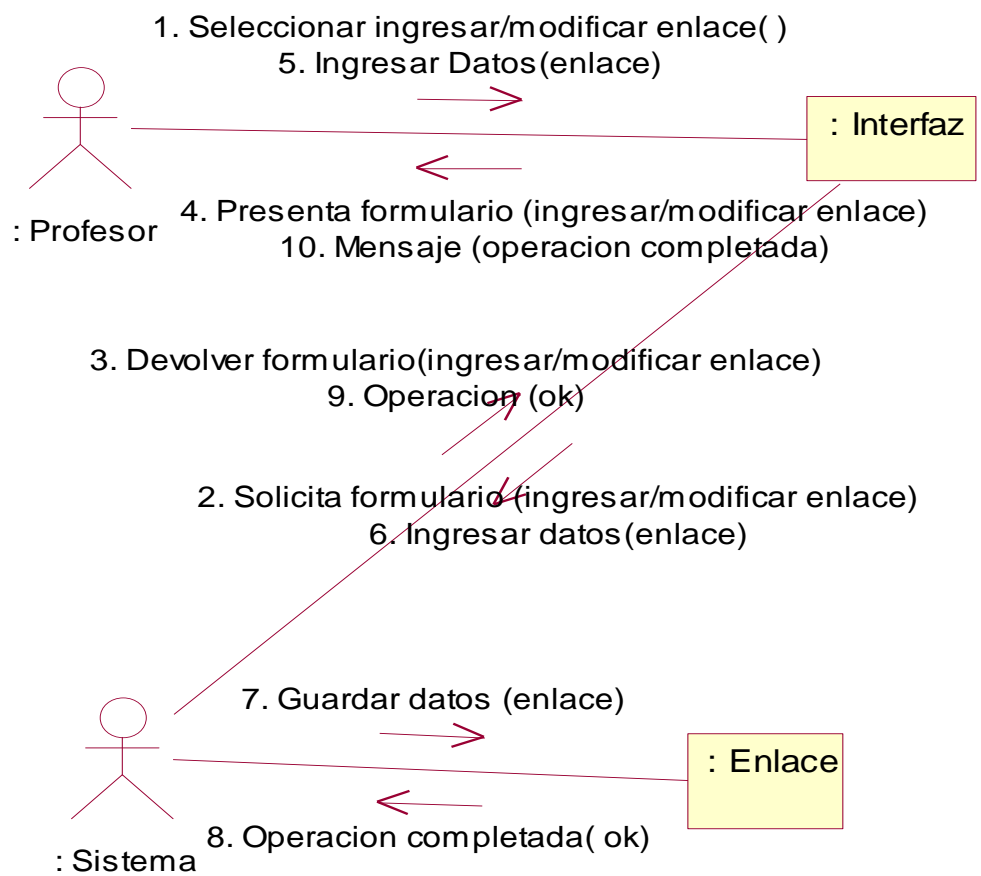 1. Seleccionar ingresar/modificar enlace( )
5. Ingresar Datos(enlace)
: Interfaz
: Profesor
4. Presenta formulario (ingresar/modificar enlace)
10. Mensaje (operacion completada)
3. Devolver formulario(ingresar/modificar enlace)
9. Operacion (ok)
2. Solicita formulario (ingresar/modificar enlace)
6. Ingresar datos(enlace)
7. Guardar datos (enlace)
: Enlace
8. Operacion completada( ok)
: Sistema